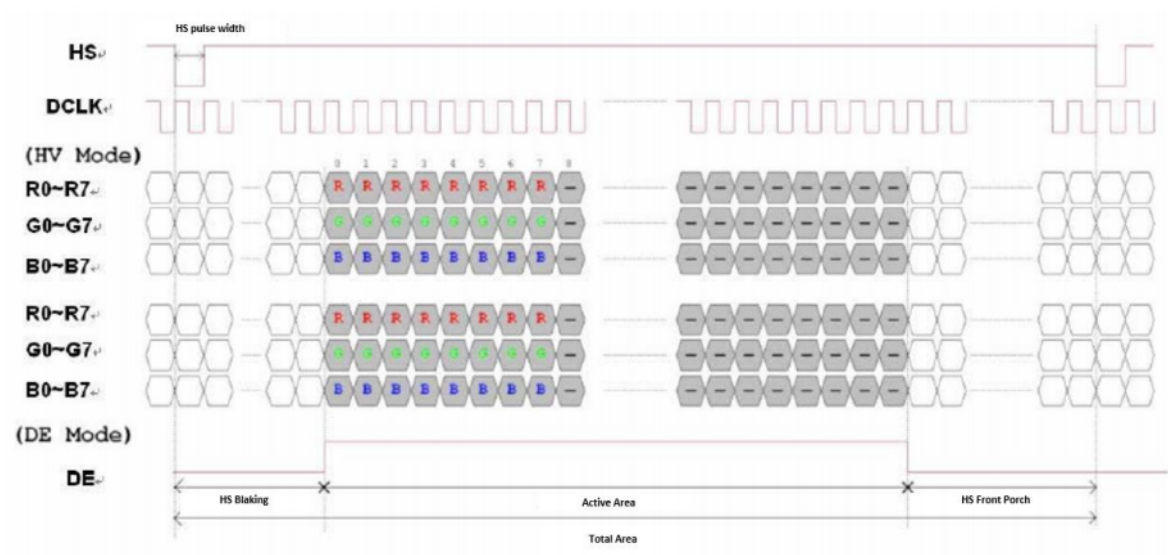 HS pulse width
HS↵
DCLK↵
(HV Mode)
0 1 2 3 4 5 6 7 8
R0~R7↵ R R R R R R R R – – – – – – – – –
G0~G7↵ G G G G G G G G – – – – – – – – –
B0~B7↵ B B B B B B B B – – – – – – – – –
R0~R7↵ R R R R R R R R – – – – – – – – –
G0~G7↵ G G G G G G G G – – – – – – – – –
B0~B7↵ B B B B B B B B – – – – – – – – –
(DE Mode)
DE↵
HS Blaking Active Area HS Front Porch
Total Area